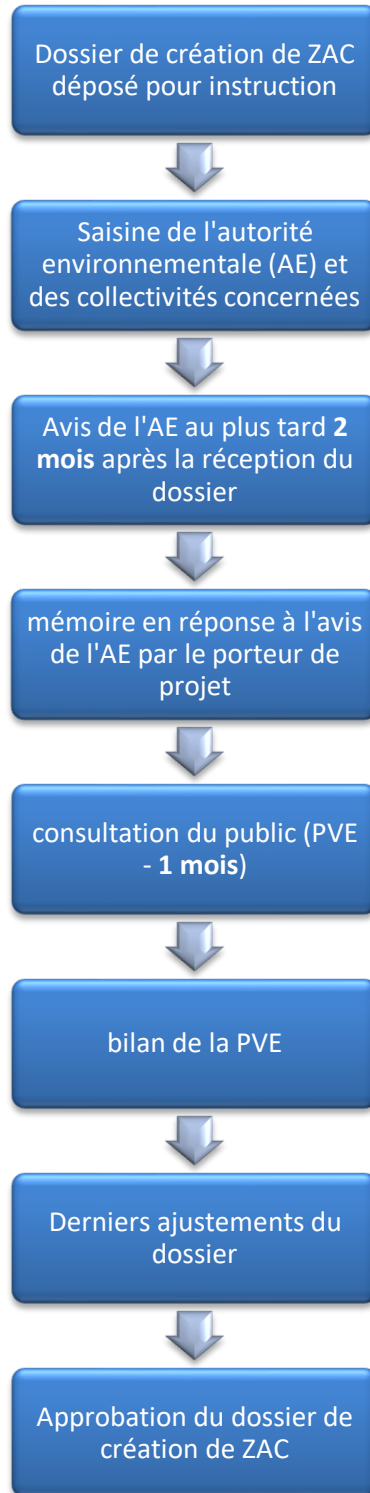 Dossier de création de ZAC
déposé pour instruction
Saisine de l'autorité
environnementale (AE) et
des collectivités concernées
Avis de l'AE au plus tard 2
mois après la réception du
dossier
mémoire en réponse à l'avis
de l'AE par le porteur de
projet
consultation du public (PVE
- 1 mois)
bilan de la PVE
Derniers ajustements du
dossier
Approbation du dossier de
création de ZAC